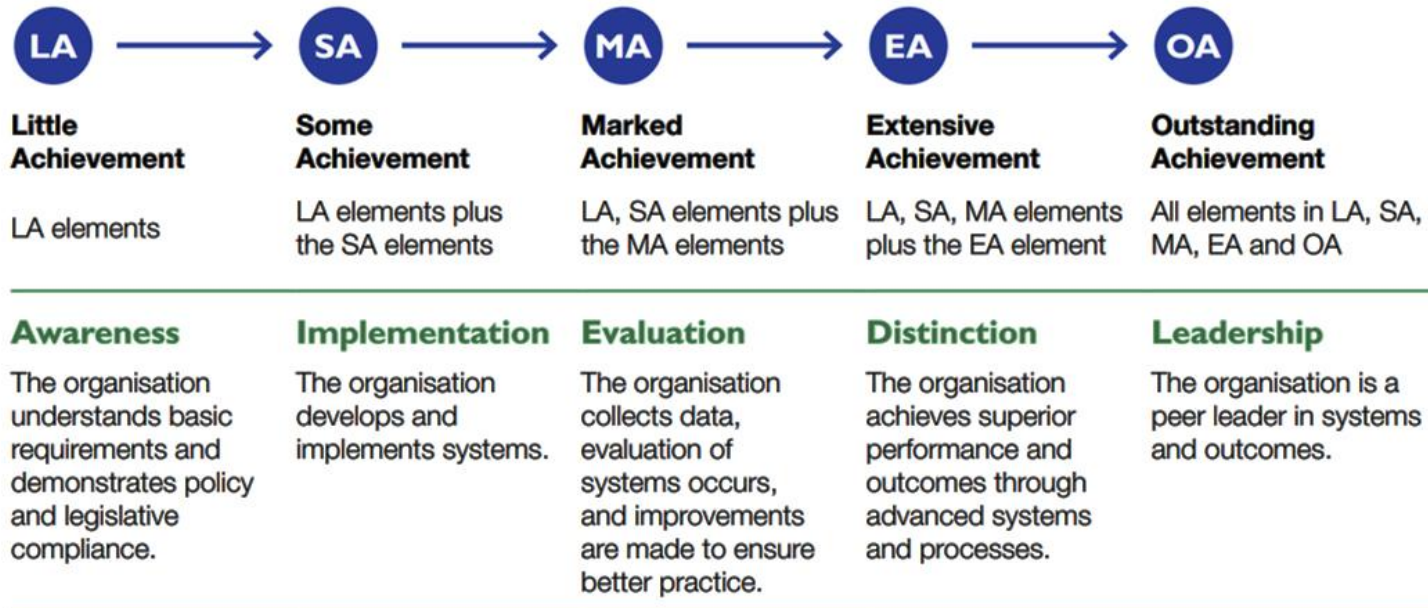 LA
SA
MA
EA
OA
Little
Achievement
Some
Achievement
Marked
Achievement
Extensive
Achievement
Outstanding
Achievement
LA elements
LA elements plus
the SA elements
LA, SA elements plus
the MA elements
LA, SA, MA elements
plus the EA element
All elements in LA, SA,
MA, EA and OA
Awareness
The organisation
understands basic
requirements and
demonstrates policy
and legislative
compliance.
Implementation
The organisation
develops and
implements systems.
Evaluation
The organisation
collects data,
evaluation of
systems occurs,
and improvements
are made to ensure
better practice.
Distinction
The organisation
achieves superior
performance and
outcomes through
advanced systems
and processes.
Leadership
The organisation is a
peer leader in systems
and outcomes.